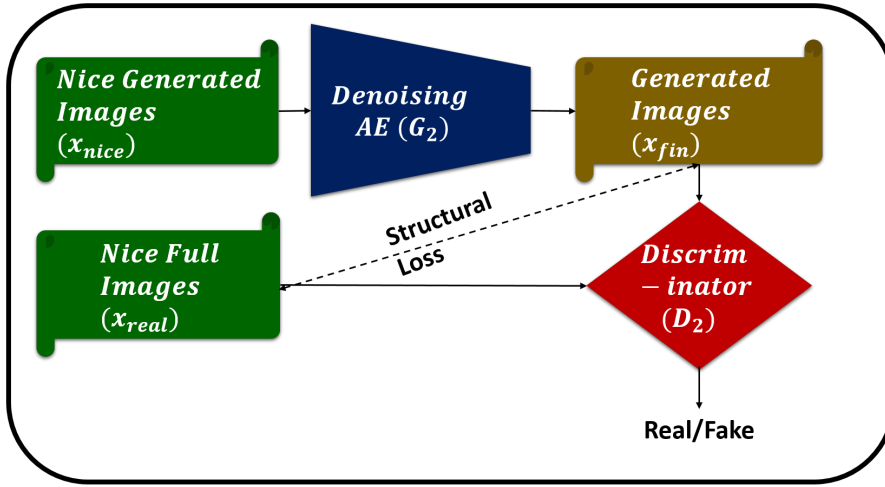 Nice Generated
Images
(x_nice)
Denoising
AE (G_2)
Generated
Images
(x_fin)
Structural
Loss
Nice Full
Images
(x_real)
Discrim
-inator
(D_2)
Real/Fake